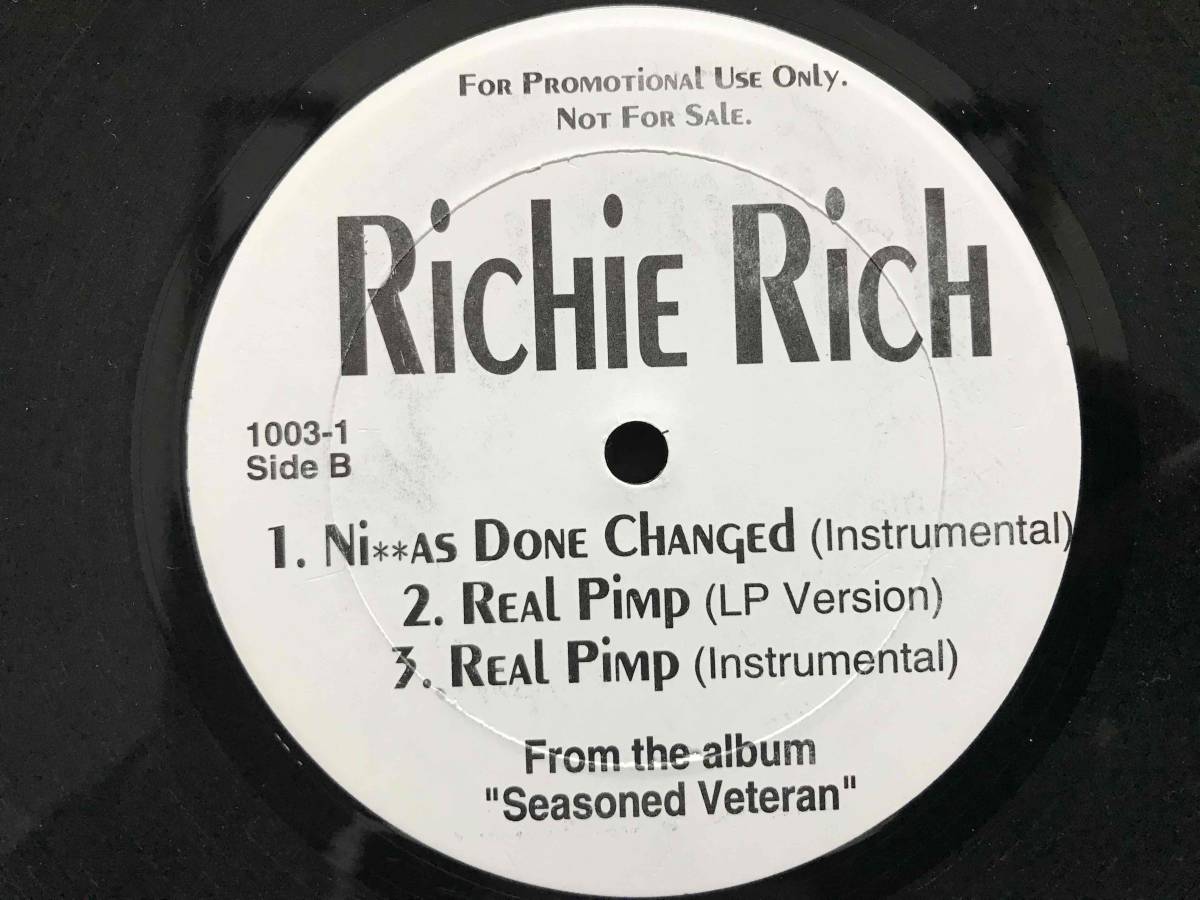 For Promotional Use Only.
Not For Sale.
Richie Rich
1003-1
Side B
1. Ni**as Done Changed (Instrumental)
2. Real Pimp (LP Version)
3. Real Pimp (Instrumental)
From the album
"Seasoned Veteran"